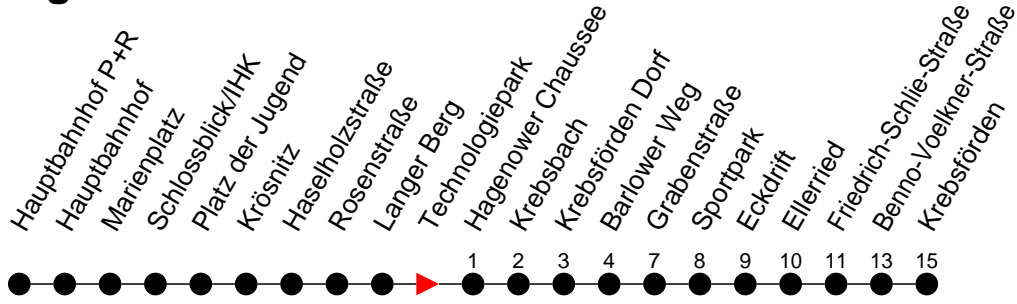 Hauptbahnhof P+R
Hauptbahnhof
Marienplatz
Schlossblick/IHK
Platz der Jugend
Krösnitz
Haselholzstraße
Rosenstraße
Langer Berg
Technologiepark
Hagenower Chaussee
Krebsbach
Krebsförden Dorf
Barlower Weg
Grabenstraße
Sportpark
Eckdrift
Ellerried
Friedrich-Schlie-Straße
Benno-Voelkner-Straße
Krebsförden
1 2 3 4 7 8 9 10 11 13 15